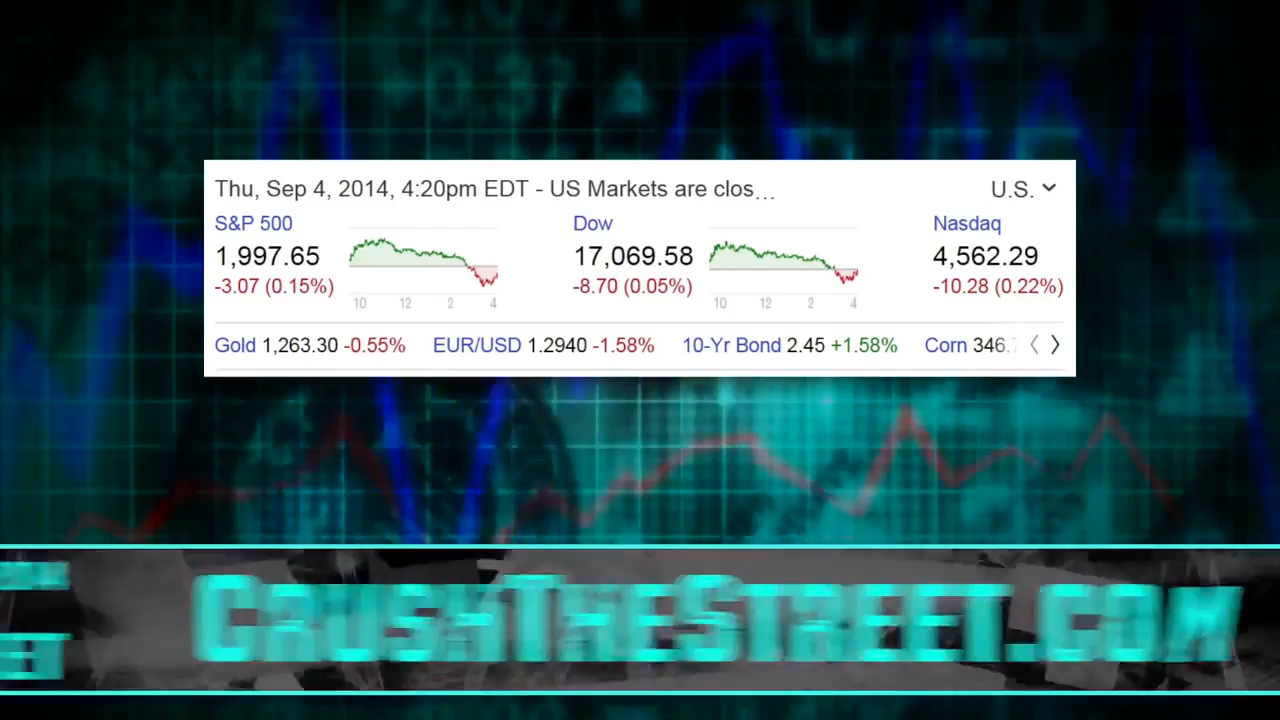 Thu, Sep 4, 2014, 4:20pm EDT - US Markets are clos... U.S.
S&P 500 Dow Nasdaq
1,997.65 17,069.58 4,562.29
-3.07 (0.15%) -8.70 (0.05%) -10.28 (0.22%)
10 12 2 4 10 12 2 4
Gold 1,263.30 -0.55% EUR/USD 1.2940 -1.58% 10-Yr Bond 2.45 +1.58% Corn 346.
CrushTheStreet.com